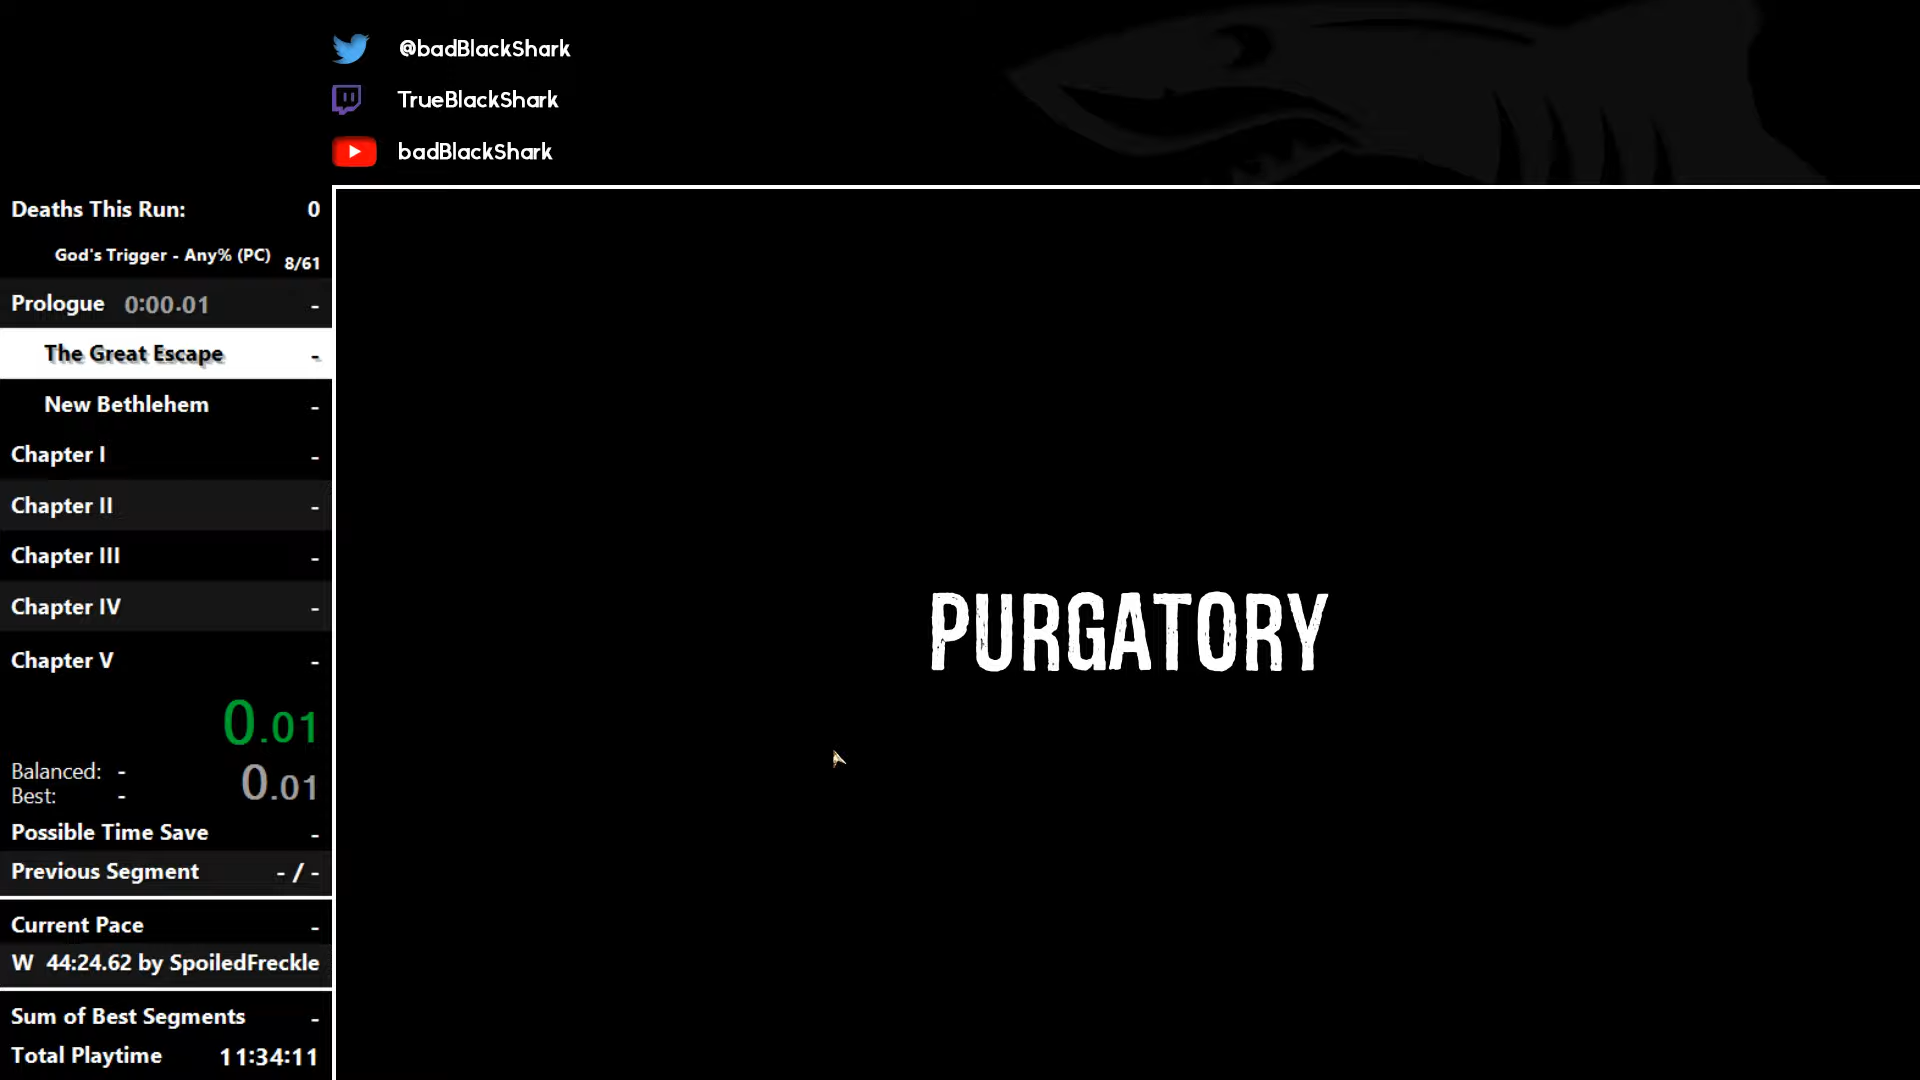 @badBlackShark
TrueBlackShark
badBlackShark
Deaths This Run: 0
God's Trigger - Any% (PC) 8/61
Prologue 0:00.01 -
The Great Escape -
New Bethlehem -
Chapter I -
Chapter II -
Chapter III -
Chapter IV -
Chapter V -
0.01
Balanced: - 0.01
Best: -
Possible Time Save -
Previous Segment - / -
Current Pace -
W 44:24.62 by SpoiledFreckle
Sum of Best Segments -
Total Playtime 11:34:11
PURGATORY